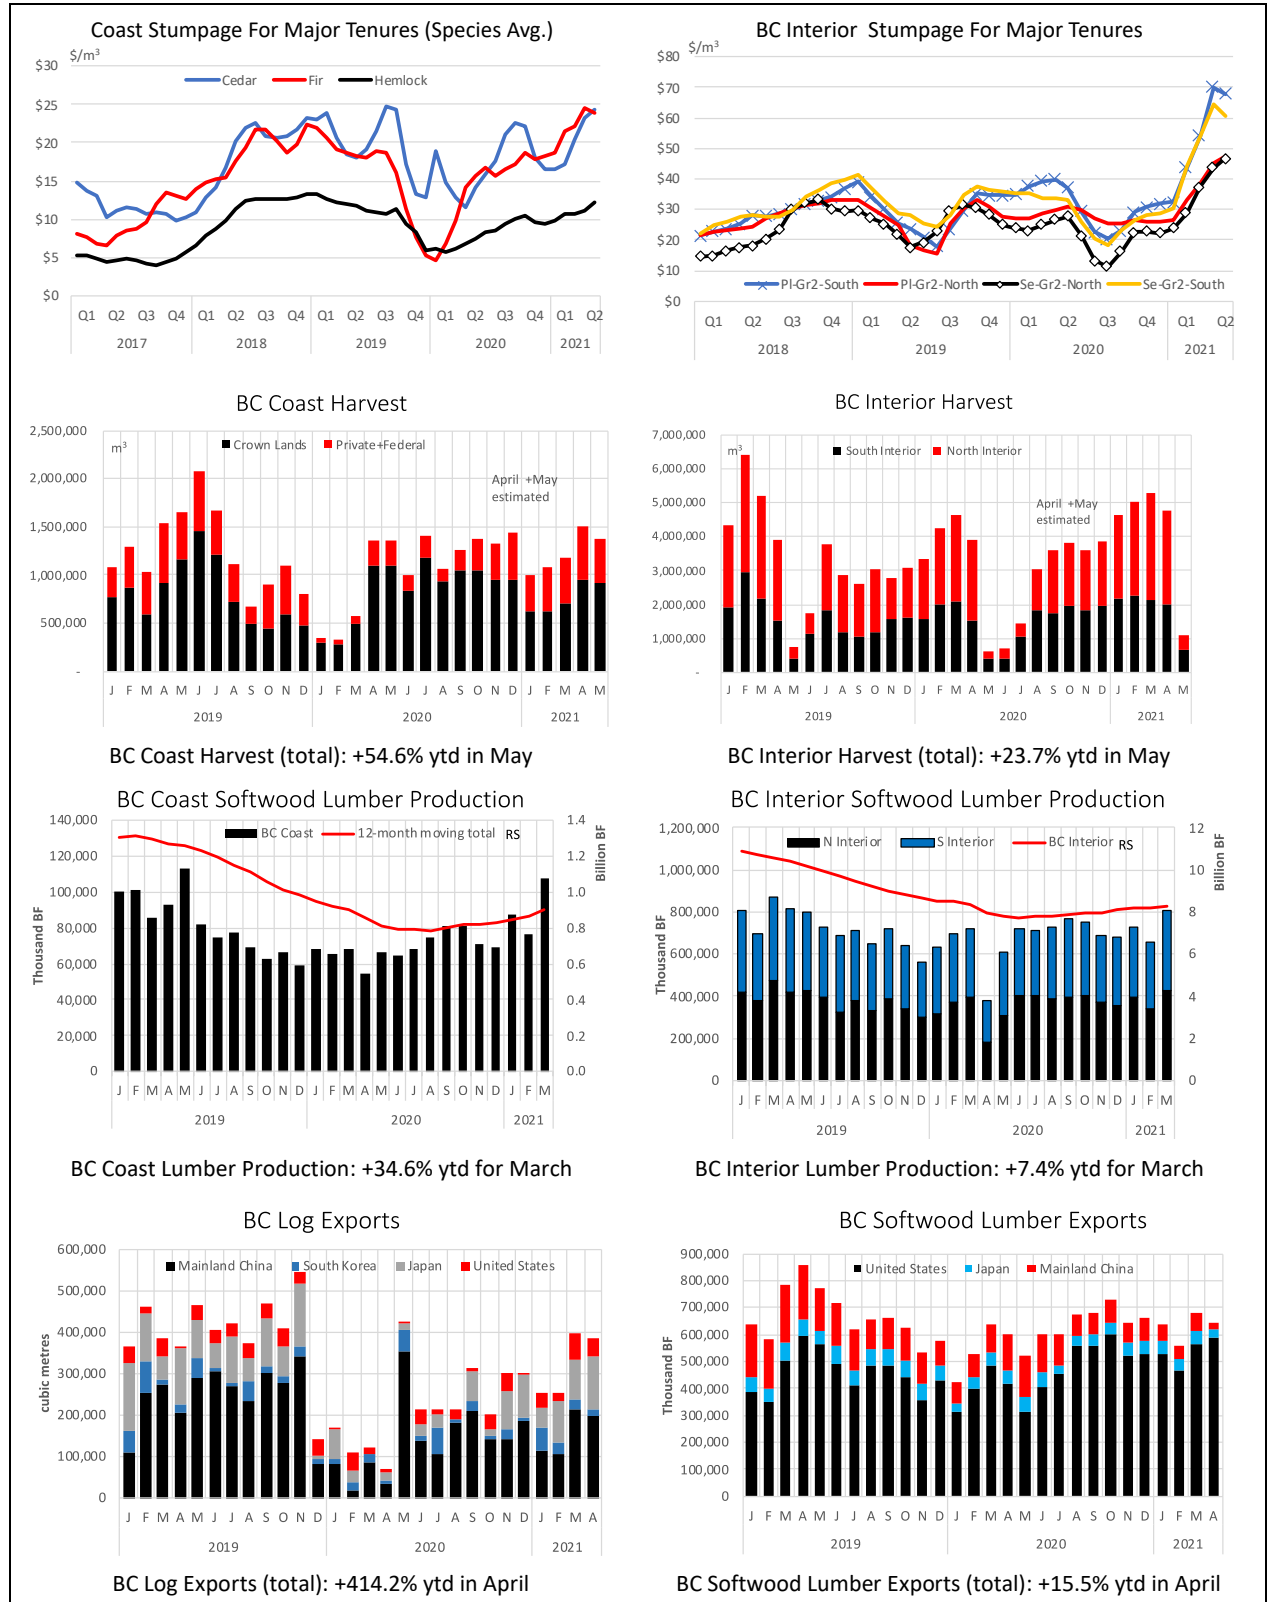 Coast Stumpage For Major Tenures (Species Avg.)
$/m³
Cedar Fir Hemlock
$30
$25
$20
$15
$10
$5
$0
Q1 Q2 Q3 Q4 Q1 Q2 Q3 Q4 Q1 Q2 Q3 Q4 Q1 Q2 Q3 Q4 Q1 Q2
2017 2018 2019 2020 2021
BC Interior Stumpage For Major Tenures
$/m³
$80
$70
$60
$50
$40
$30
$20
$10
$0
Pl-Gr2-South Pl-Gr2-North Se-Gr2-North Se-Gr2-South
Q1 Q2 Q3 Q4 Q1 Q2 Q3 Q4 Q1 Q2 Q3 Q4 Q1 Q2
2018 2019 2020 2021
BC Coast Harvest
2,500,000
2,000,000
1,500,000
1,000,000
500,000
-
m³
Crown Lands Private+Federal
April +May
estimated
J F M A M J J A S O N D J F M A M J J A S O N D J F M A M
2019 2020 2021
BC Coast Harvest (total): +54.6% ytd in May
BC Interior Harvest
7,000,000
6,000,000
5,000,000
4,000,000
3,000,000
2,000,000
1,000,000
-
m³
South Interior North Interior
April +May
estimated
J F M A M J J A S O N D J F M A M J J A S O N D J F M A M
2019 2020 2021
BC Interior Harvest (total): +23.7% ytd in May
BC Coast Softwood Lumber Production
140,000
120,000
100,000
80,000
60,000
40,000
20,000
0
Thousand BF
BC Coast 12-month moving total RS
1.4
1.2
1.0
0.8
0.6
0.4
0.2
0.0
Billion BF
J F M A M J J A S O N D J F M A M J J A S O N D J F M
2019 2020 2021
BC Coast Lumber Production: +34.6% ytd for March
BC Interior Softwood Lumber Production
1,200,000
1,000,000
800,000
600,000
400,000
200,000
0
Thousand BF
N Interior S Interior BC Interior RS
12
10
8
6
4
2
0
Billion BF
J F M A M J J A S O N D J F M A M J J A S O N D J F M
2019 2020 2021
BC Interior Lumber Production: +7.4% ytd for March
BC Log Exports
600,000
500,000
400,000
300,000
200,000
100,000
0
cubic metres
Mainland China South Korea Japan United States
J F M A M J J A S O N D J F M A M J J A S O N D J F M A
2019 2020 2021
BC Log Exports (total): +414.2% ytd in April
BC Softwood Lumber Exports
900,000
800,000
700,000
600,000
500,000
400,000
300,000
200,000
100,000
0
Thousand BF
United States Japan Mainland China
J F M A M J J A S O N D J F M A M J J A S O N D J F M A
2019 2020 2021
BC Softwood Lumber Exports (total): +15.5% ytd in April